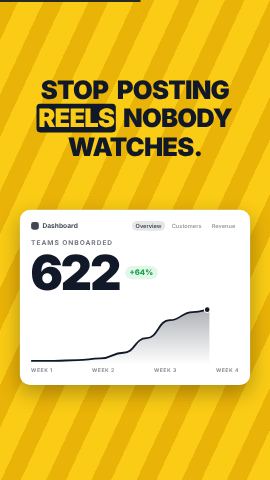 STOP POSTING
REELS NOBODY
WATCHES.
Dashboard
Overview Customers Revenue
TEAMS ONBOARDED
622 +64%
WEEK 1 WEEK 2 WEEK 3 WEEK 4